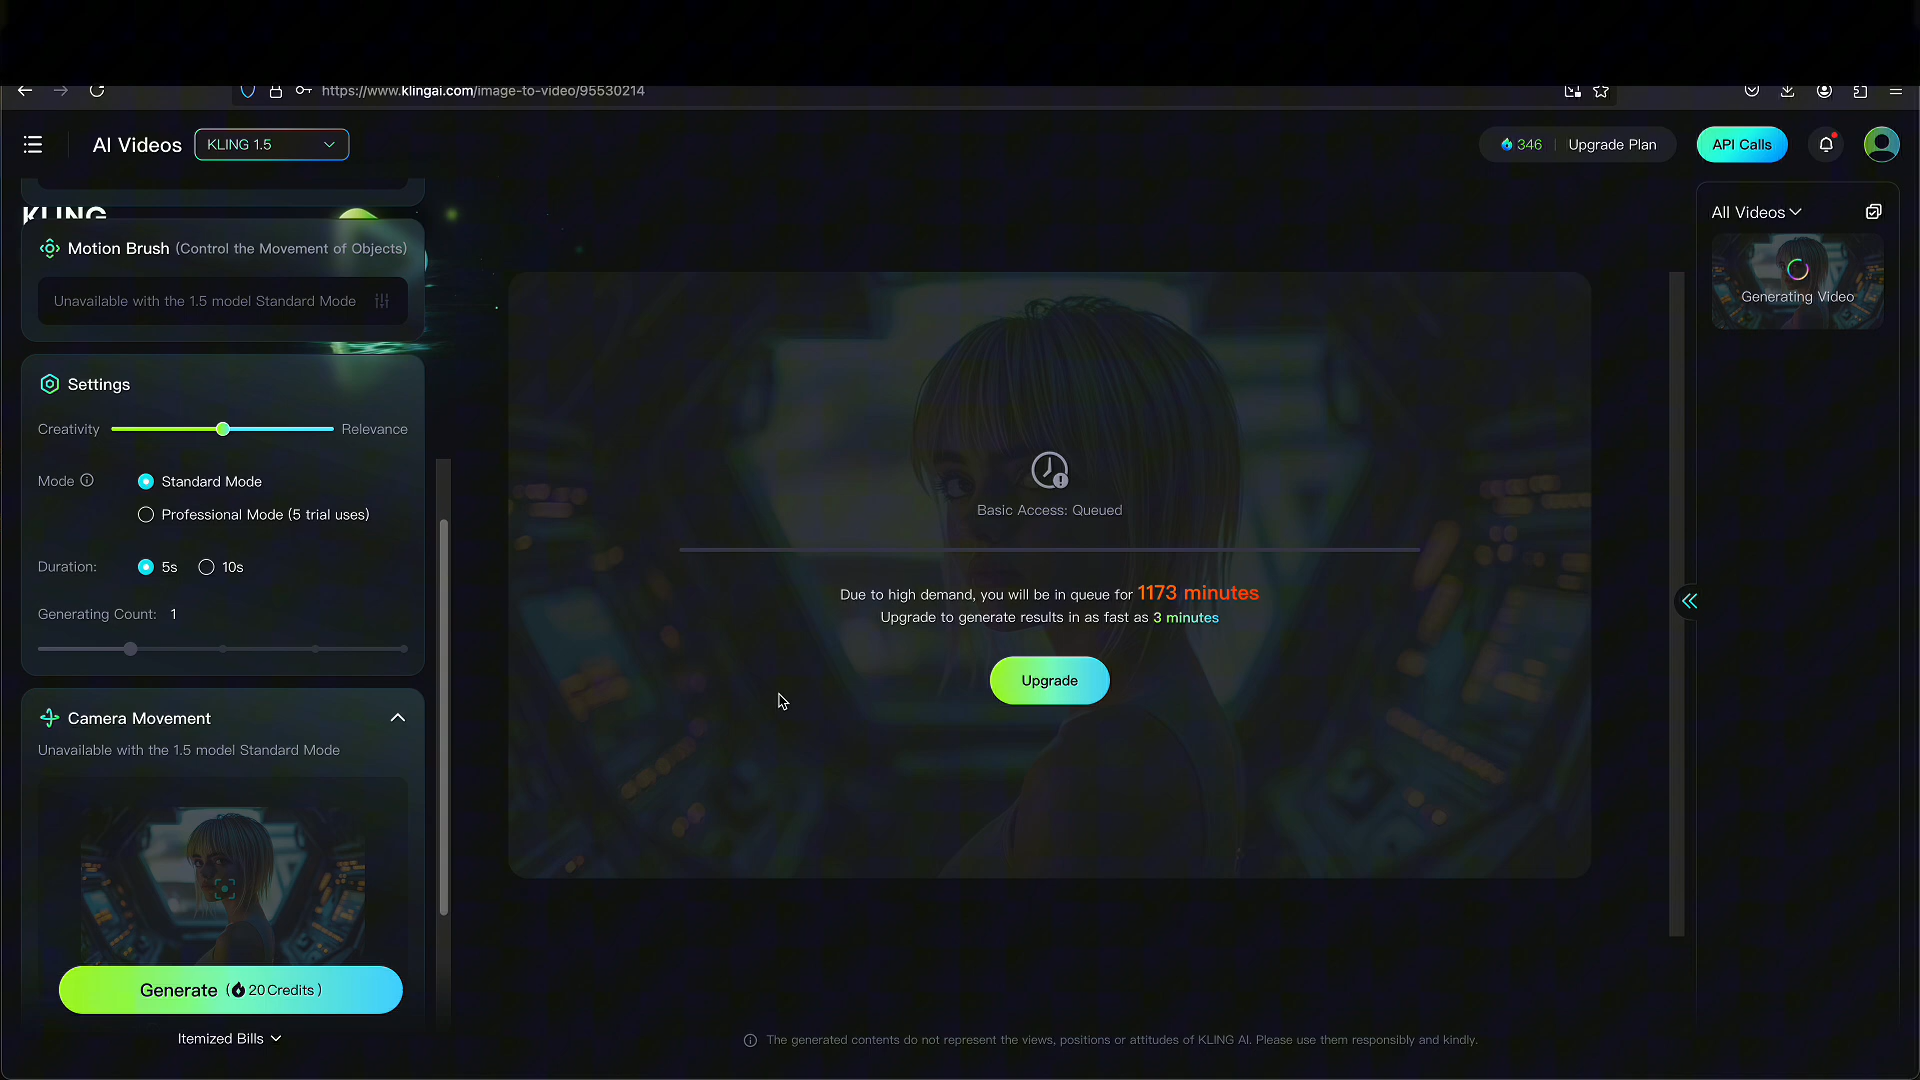 https://www.klingai.com/image-to-video/95530214
AI Videos
KLING 1.5
346
Upgrade Plan
API Calls
KLING
Motion Brush (Control the Movement of Objects)
Unavailable with the 1.5 model Standard Mode
Settings
Creativity
Relevance
Mode
Standard Mode
Professional Mode (5 trial uses)
Duration:
5s
10s
Generating Count: 1
Camera Movement
Unavailable with the 1.5 model Standard Mode
Generate ( 20 Credits )
Itemized Bills
Basic Access: Queued
Due to high demand, you will be in queue for 1173 minutes
Upgrade to generate results in as fast as 3 minutes
Upgrade
The generated contents do not represent the views, positions or attitudes of KLING AI. Please use them responsibly and kindly.
All Videos
Generating Video